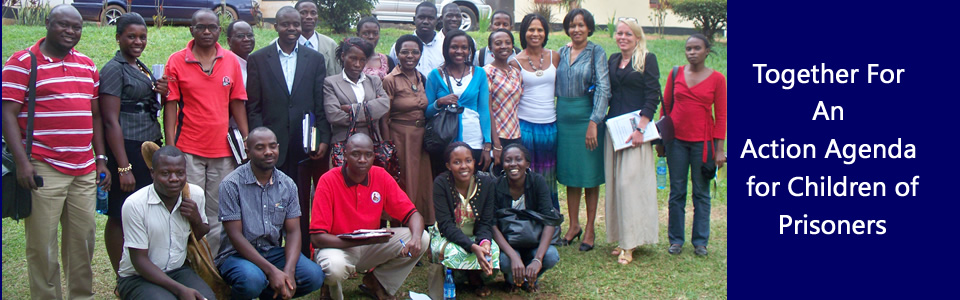 Together For
An
Action Agenda
for Children of
Prisoners